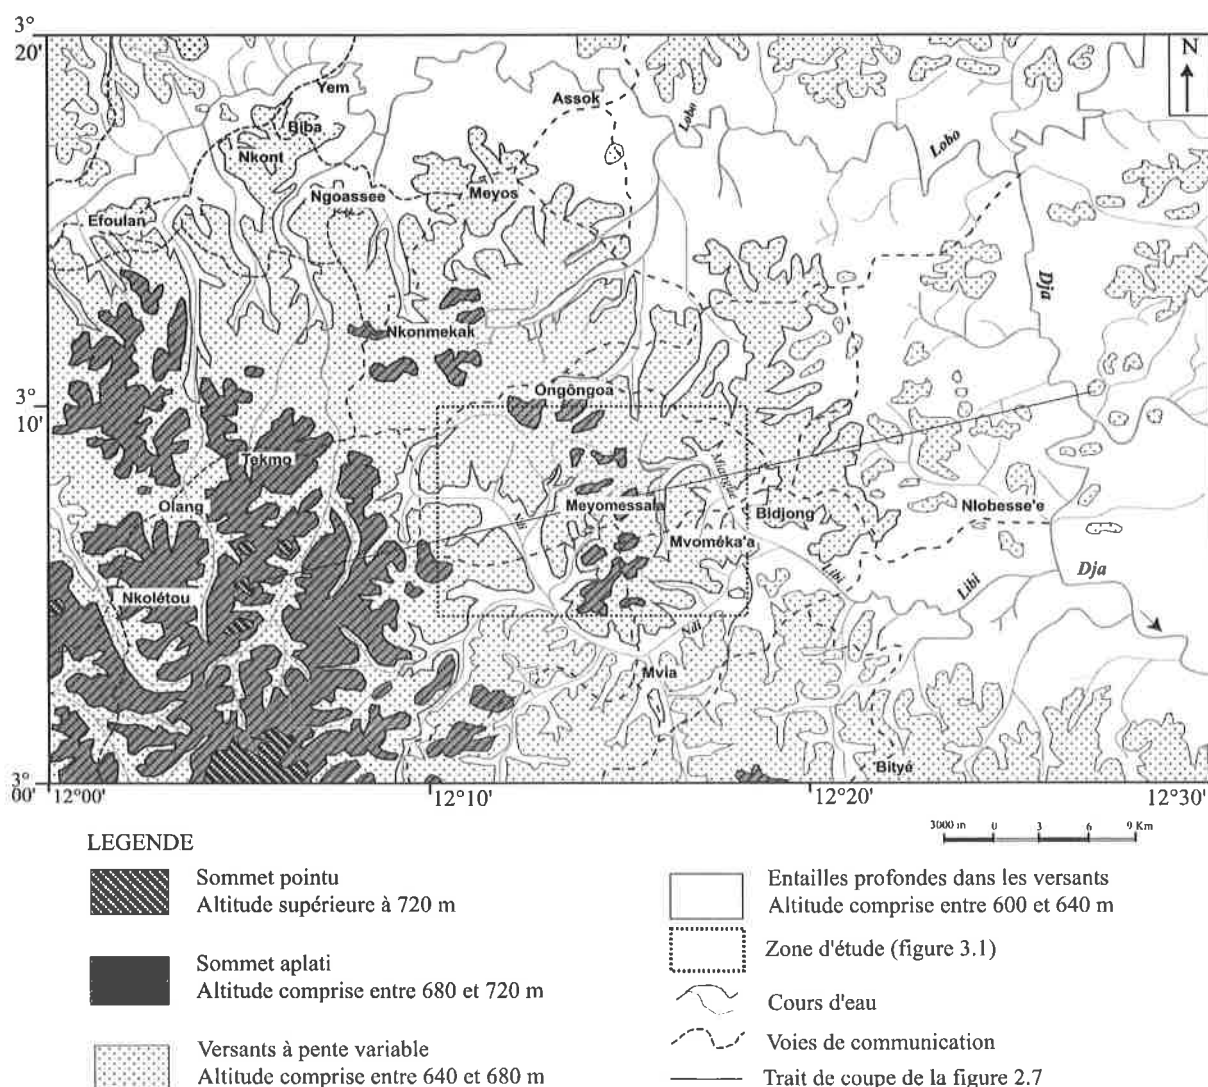 3°
20'
N
Yem
Assok
Biba
Lobo
Lobo
Nkont
Meyos
Ngoassee
Efoulan
Dja
Nkonmekak
Ongôngoa
3°
10'
Tekmo
Olang
Meyomessala
Bidjong
Nlobesse'e
Mvoméka'a
Libi
Libi
Dja
Nkolétou
Ndi
Mvia
Bityé
3°
00'
12°00'
12°10'
12°20'
12°30'
3000 m 0 3 6 9 Km
LEGENDE
Sommet pointu
Altitude supérieure à 720 m
Sommet aplati
Altitude comprise entre 680 et 720 m
Versants à pente variable
Altitude comprise entre 640 et 680 m
Entailles profondes dans les versants
Altitude comprise entre 600 et 640 m
Zone d'étude (figure 3.1)
Cours d'eau
Voies de communication
Trait de coupe de la figure 2.7